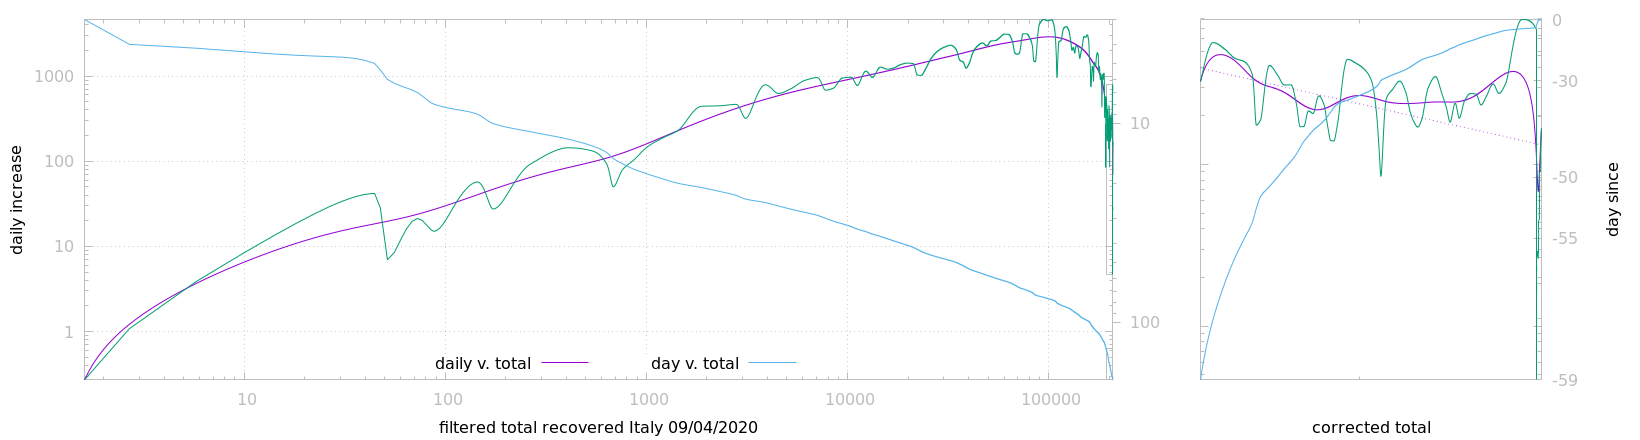 daily increase
1000
100
10
1
10
100
1000
10000
100000
10
100
daily v. total
day v. total
filtered total recovered Italy 09/04/2020
0
-30
-50
-55
-59
day since
corrected total